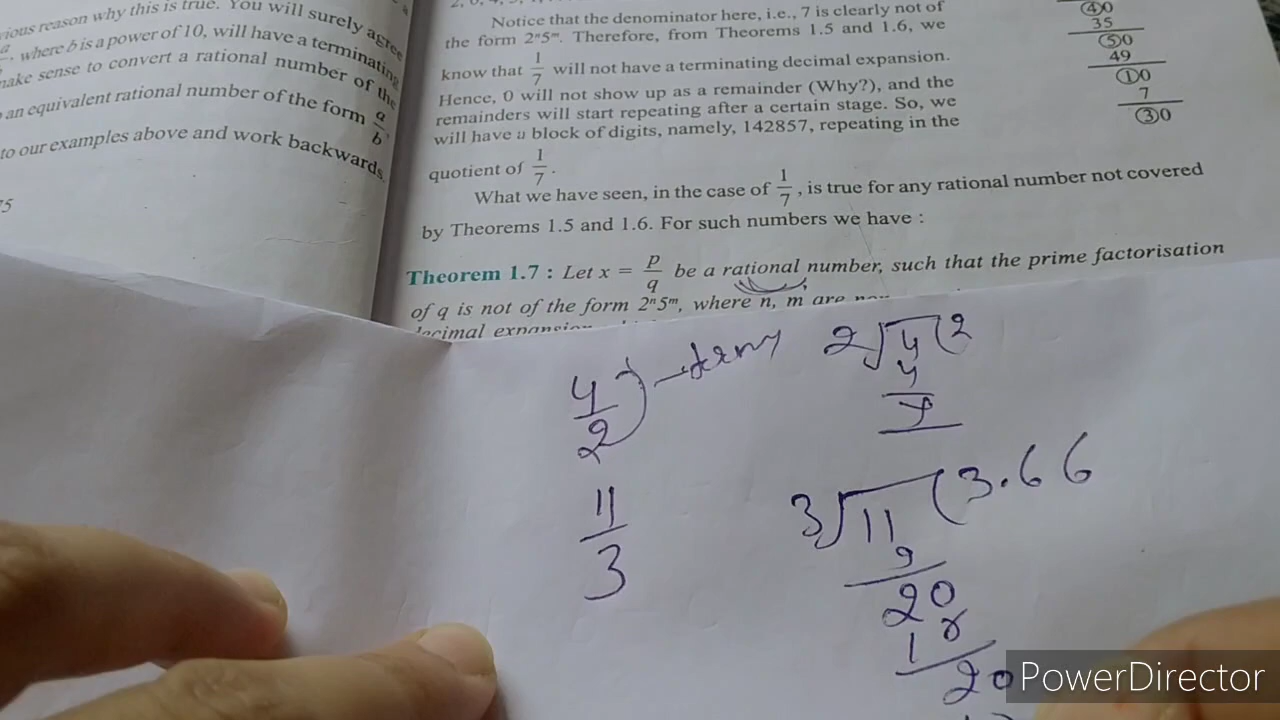 ious reason why this is true. You will surely agree
a
, where b is a power of 10, will have a terminating
make sense to convert a rational number of the
an equivalent rational number of the form a/b,
to our examples above and work backwards.
75
Notice that the denominator here, i.e., 7 is clearly not of
the form 2ⁿ5ᵐ. Therefore, from Theorems 1.5 and 1.6, we
know that 1/7 will not have a terminating decimal expansion.
Hence, 0 will not show up as a remainder (Why?), and the
remainders will start repeating after a certain stage. So, we
will have a block of digits, namely, 142857, repeating in the
quotient of 1/7.
What we have seen, in the case of 1/7, is true for any rational number not covered
by Theorems 1.5 and 1.6. For such numbers we have :
Theorem 1.7 : Let x = p/q be a rational number, such that the prime factorisation
of q is not of the form 2ⁿ5ᵐ, where n, m are
decimal expansion
40
35
50
49
10
7
30
4/2
2 √ 4 ( 2
4
11/3
3 √ 11 ( 3.66
9
20
18
20
PowerDirector